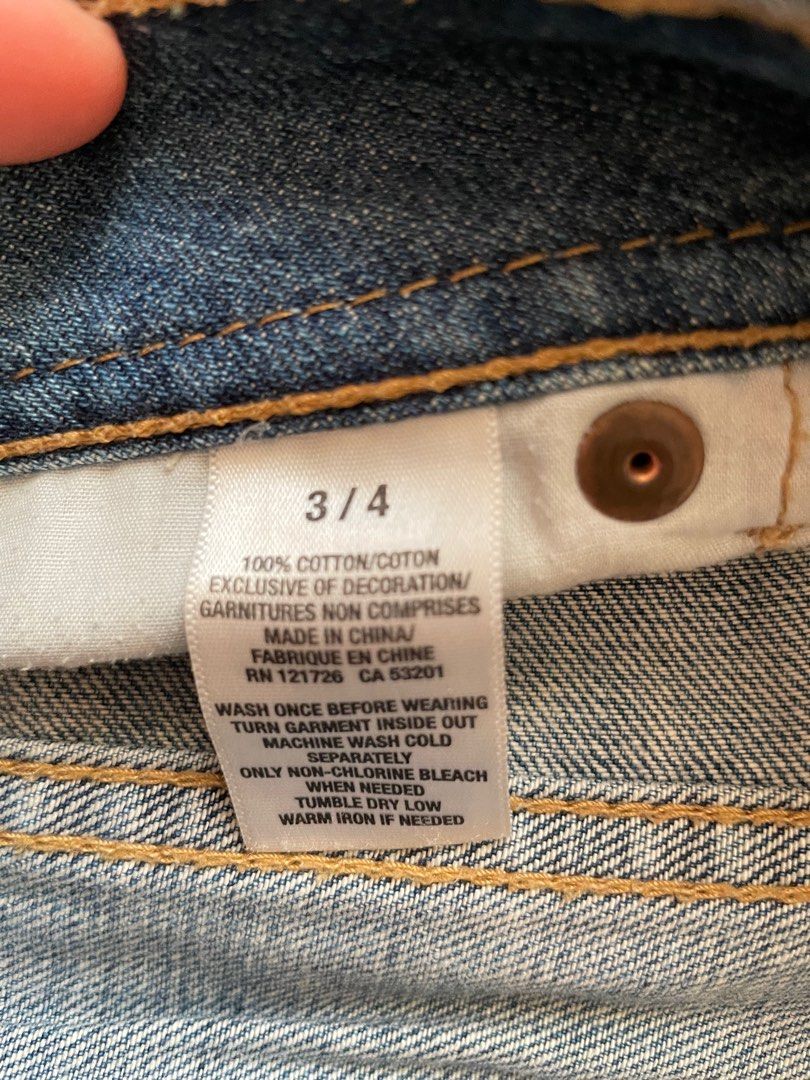 3 / 4
100% COTTON/COTON
EXCLUSIVE OF DECORATION/
GARNITURES NON COMPRISES
MADE IN CHINA/
FABRIQUE EN CHINE
RN 121726 CA 53201
WASH ONCE BEFORE WEARING
TURN GARMENT INSIDE OUT
MACHINE WASH COLD
SEPARATELY
ONLY NON-CHLORINE BLEACH
WHEN NEEDED
TUMBLE DRY LOW
WARM IRON IF NEEDED